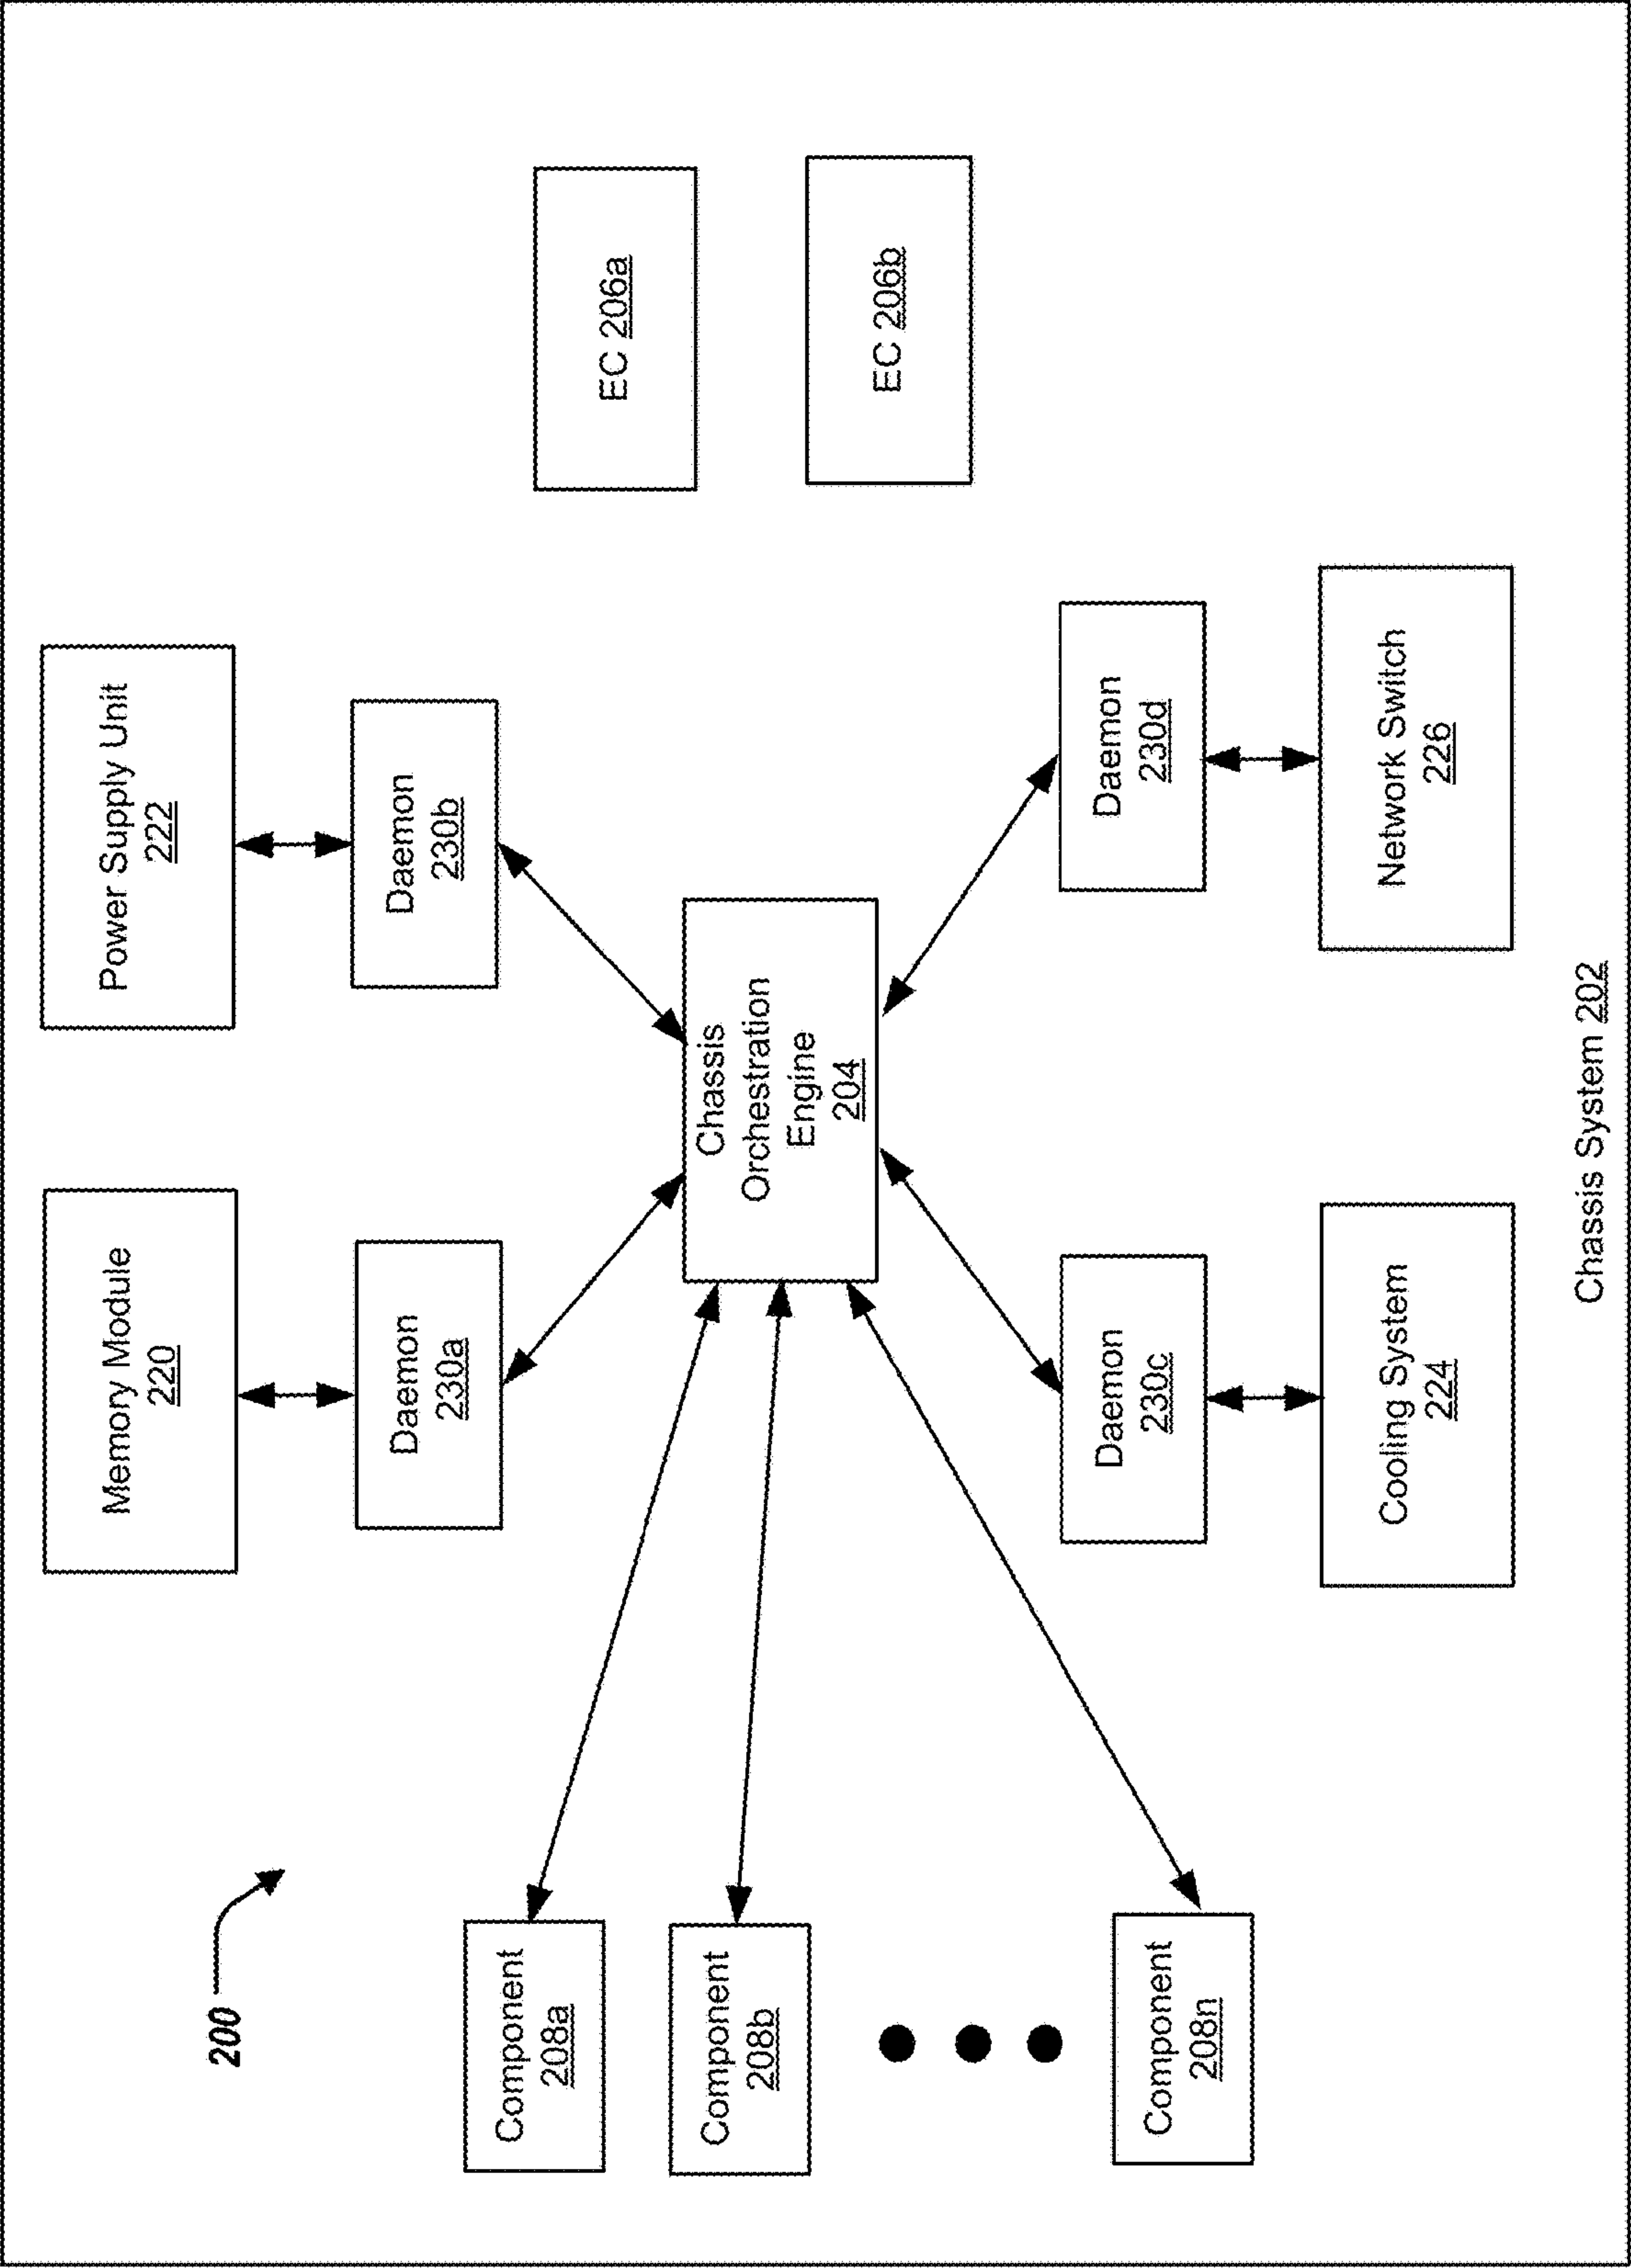 200
Memory Module
220
Power Supply Unit
222
Daemon
230a
Daemon
230b
Component
208a
Component
208b
Component
208n
Chassis
Orchestration
Engine
204
EC 206a
EC 206b
Daemon
230c
Daemon
230d
Cooling System
224
Network Switch
226
Chassis System 202